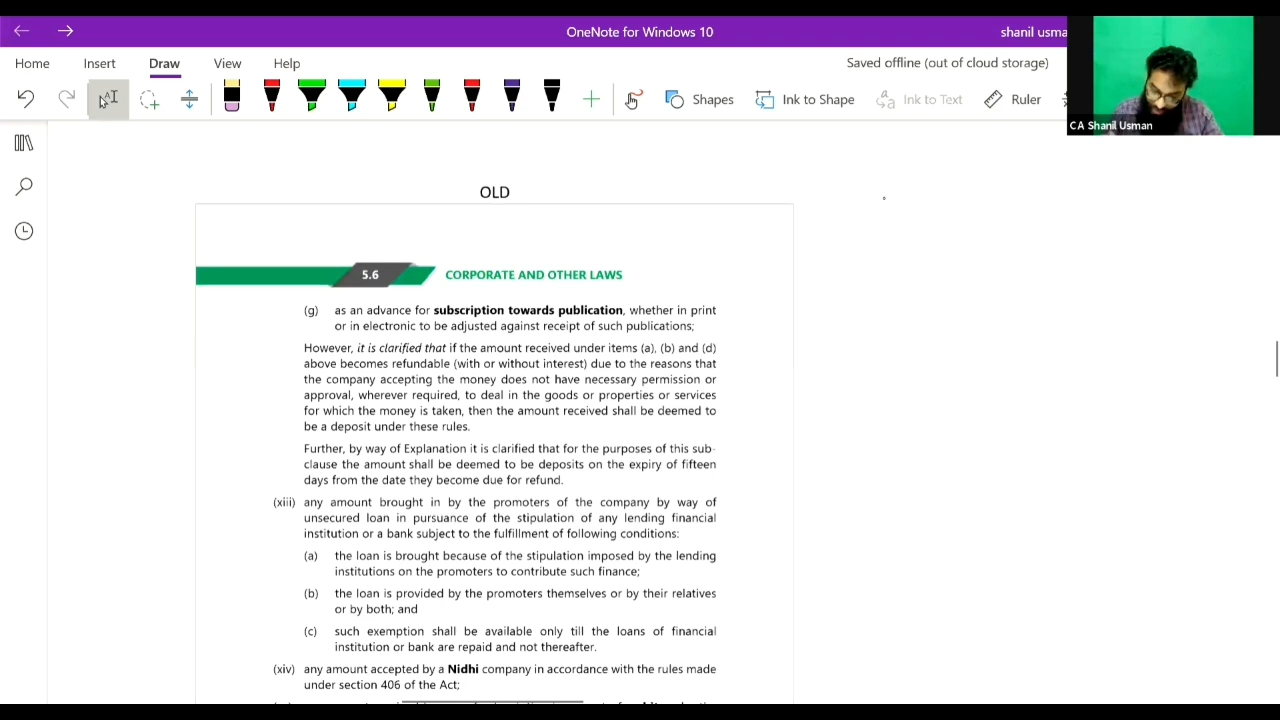 OneNote for Windows 10
shanil usma
Home Insert Draw View Help
Saved offline (out of cloud storage)
Shapes Ink to Shape Ink to Text Ruler
CA Shanil Usman
OLD
5.6 CORPORATE AND OTHER LAWS
(g) as an advance for subscription towards publication, whether in print
or in electronic to be adjusted against receipt of such publications;
However, it is clarified that if the amount received under items (a), (b) and (d)
above becomes refundable (with or without interest) due to the reasons that
the company accepting the money does not have necessary permission or
approval, wherever required, to deal in the goods or properties or services
for which the money is taken, then the amount received shall be deemed to
be a deposit under these rules.
Further, by way of Explanation it is clarified that for the purposes of this sub-
clause the amount shall be deemed to be deposits on the expiry of fifteen
days from the date they become due for refund.
(xiii) any amount brought in by the promoters of the company by way of
unsecured loan in pursuance of the stipulation of any lending financial
institution or a bank subject to the fulfillment of following conditions:
(a) the loan is brought because of the stipulation imposed by the lending
institutions on the promoters to contribute such finance;
(b) the loan is provided by the promoters themselves or by their relatives
or by both; and
(c) such exemption shall be available only till the loans of financial
institution or bank are repaid and not thereafter.
(xiv) any amount accepted by a Nidhi company in accordance with the rules made
under section 406 of the Act;